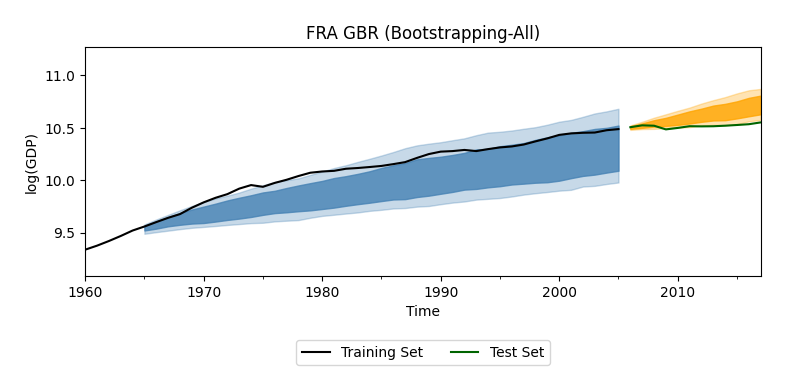 FRA GBR (Bootstrapping-All)
11.0
10.5
10.0
9.5
log(GDP)
1960 1970 1980 1990 2000 2010
Time
Training Set Test Set